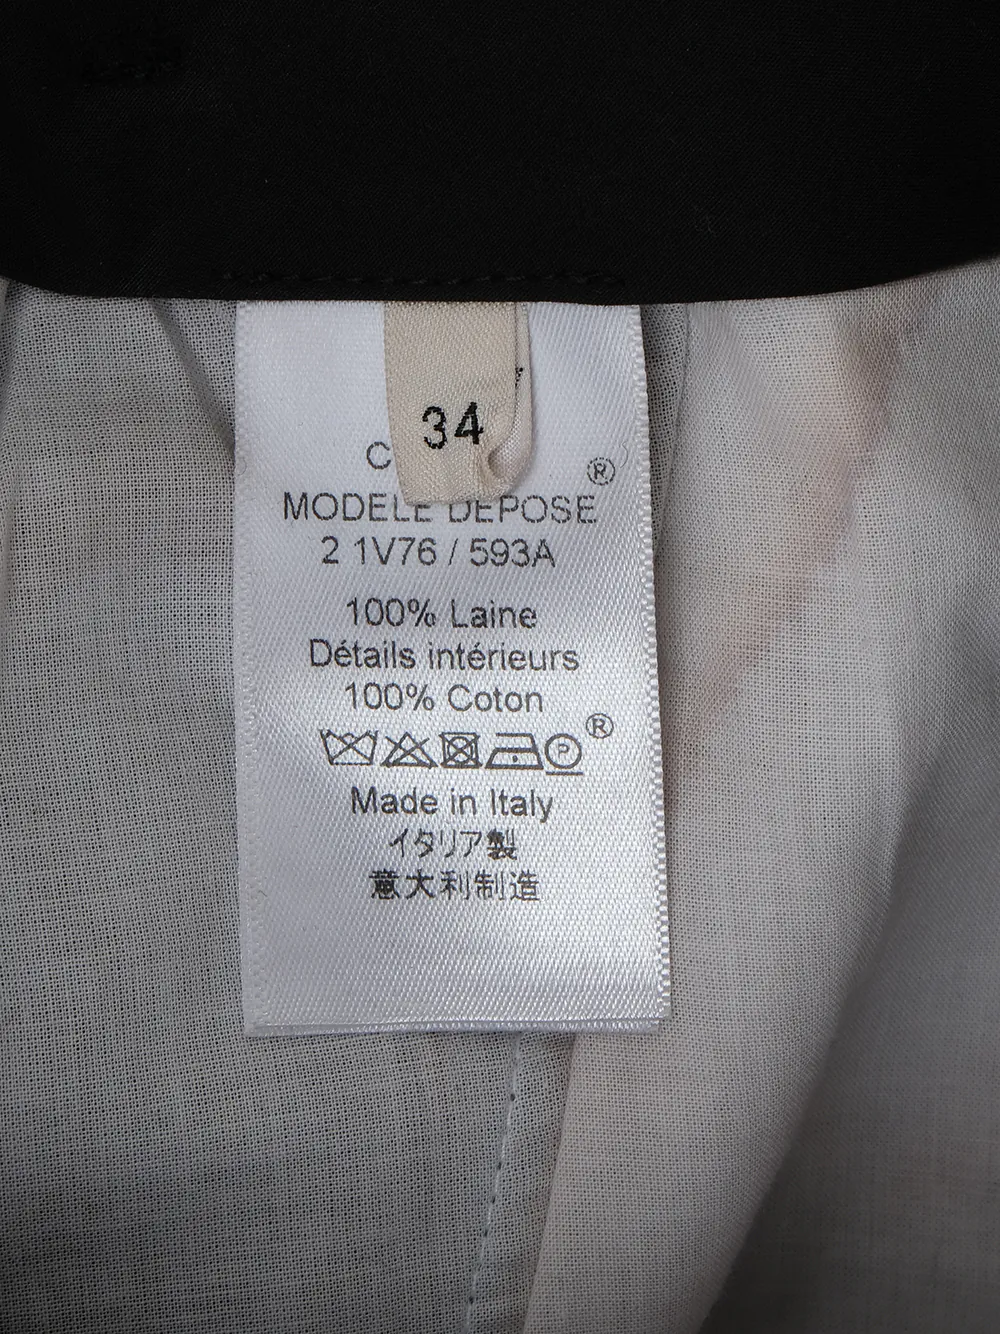 34
®
MODELE DEPOSE
2 1V76 / 593A
100% Laine
Détails intérieurs
100% Coton
P ®
Made in Italy
イタリア製
意大利制造